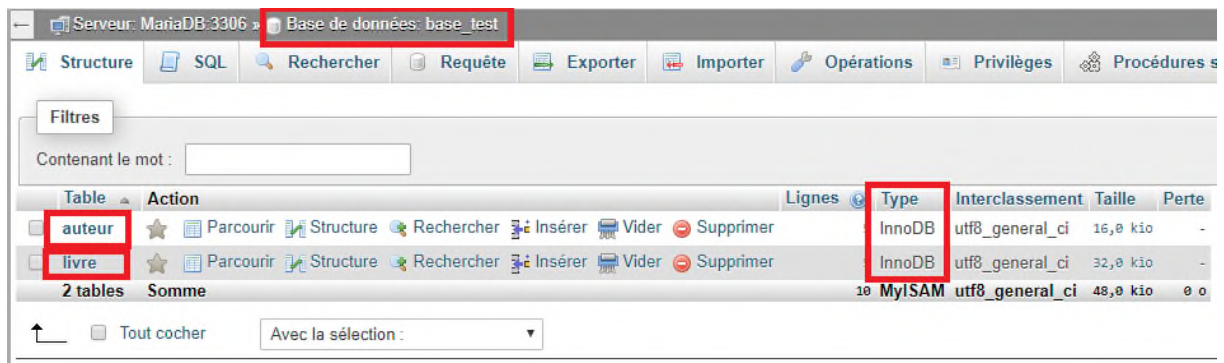 ← Serveur: MariaDB:3306 » Base de données: base_test
Structure SQL Rechercher Requête Exporter Importer Opérations Privilèges Procédures s
Filtres
Contenant le mot :
Table Action Lignes Type Interclassement Taille Perte
auteur Parcourir Structure Rechercher Insérer Vider Supprimer InnoDB utf8_general_ci 16,0 kio -
livre Parcourir Structure Rechercher Insérer Vider Supprimer InnoDB utf8_general_ci 32,0 kio -
2 tables Somme 10 MyISAM utf8_general_ci 48,0 kio 0 o
Tout cocher Avec la sélection :